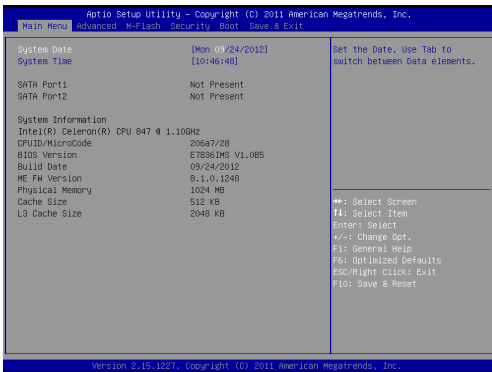 Aptio Setup Utility – Copyright (C) 2011 American Megatrends, Inc.
Main Menu Advanced M-Flash Security Boot Save & Exit
System Date [Mon 09/24/2012]
System Time [10:46:48]
SATA Port1 Not Present
SATA Port2 Not Present
System Information
Intel(R) Celeron(R) CPU 847 @ 1.10GHz
CPUID/MicroCode 206a7/28
BIOS Version E7836IMS V1.0B5
Build Date 09/24/2012
ME FW Version 8.1.0.1248
Physical Memory 1024 MB
Cache Size 512 KB
L3 Cache Size 2048 KB
Set the Date. Use Tab to
switch between Data elements.
→←: Select Screen
↑↓: Select Item
Enter: Select
+/-: Change Opt.
F1: General Help
F6: Optimized Defaults
ESC/Right Click: Exit
F10: Save & Reset
Version 2.15.1227. Copyright (C) 2011 American Megatrends, Inc.